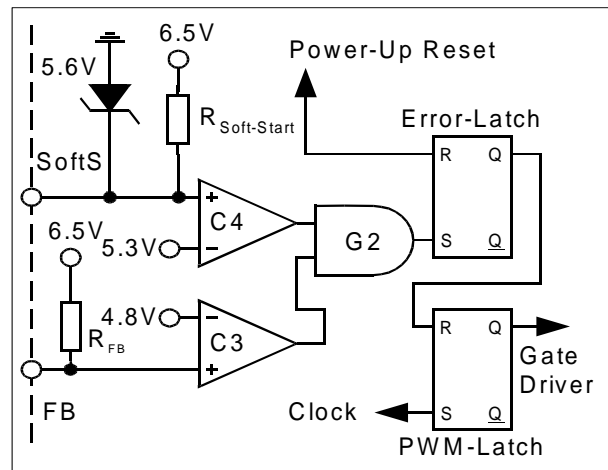 6.5V
Power-Up Reset
5.6V
R Soft-Start
Error-Latch
R Q
SoftS
+
C4
G2
6.5V
5.3V
-
S Q
4.8V
-
R Q
R FB
C3
+
Gate
Driver
FB
Clock
S Q
PWM-Latch